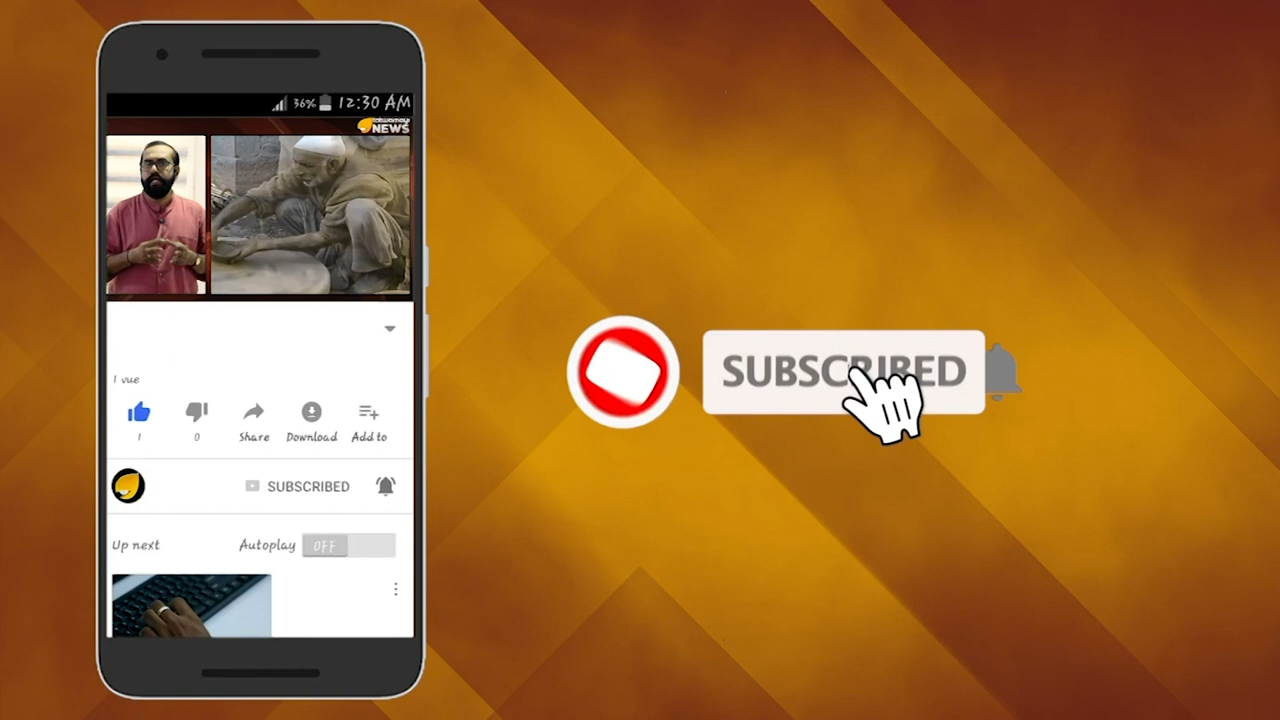 36% 12:30 AM
tatwamayi
NEWS
1 vue
1
0
Share
Download
Add to
SUBSCRIBED
Up next
Autoplay
OFF
SUBSCRIBED